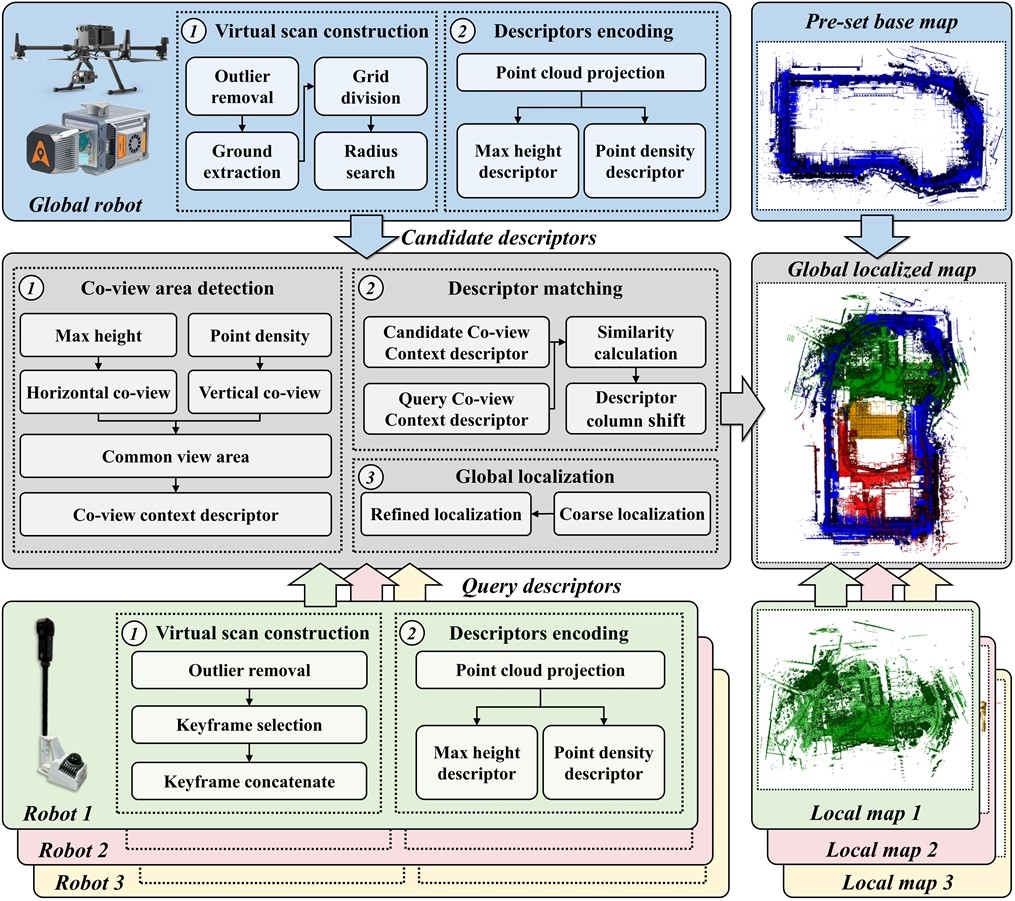 1 Virtual scan construction
Outlier
removal
Grid
division
Ground
extraction
Radius
search
Global robot
2 Descriptors encoding
Point cloud projection
Max height
descriptor
Point density
descriptor
Pre-set base map
Candidate descriptors
1 Co-view area detection
Max height
Point density
Horizontal co-view
Vertical co-view
Common view area
Co-view context descriptor
2 Descriptor matching
Candidate Co-view
Context descriptor
Similarity
calculation
Query Co-view
Context descriptor
Descriptor
column shift
3 Global localization
Refined localization
Coarse localization
Global localized map
Query descriptors
1 Virtual scan construction
Outlier removal
Keyframe selection
Keyframe concatenate
2 Descriptors encoding
Point cloud projection
Max height
descriptor
Point density
descriptor
Robot 1
Robot 2
Robot 3
Local map 1
Local map 2
Local map 3